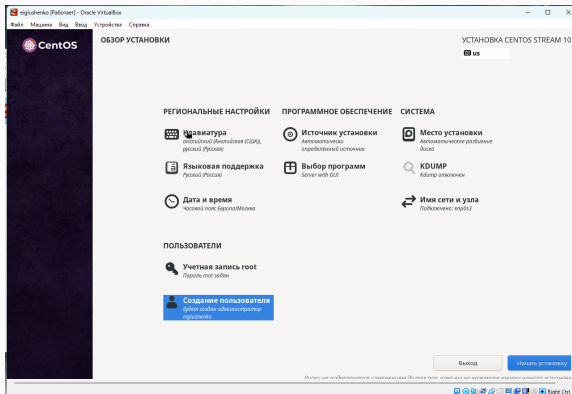 eiglushenko [Работает] - Oracle VirtualBox
Файл Машина Вид Ввод Устройства Справка
CentOS
ОБЗОР УСТАНОВКИ
УСТАНОВКА CENTOS STREAM 10
us
РЕГИОНАЛЬНЫЕ НАСТРОЙКИ
Клавиатура
английский (Английская (США)),
русский (Русская)
Языковая поддержка
Русский (Россия)
Дата и время
Часовой пояс Европа/Москва
ПРОГРАММНОЕ ОБЕСПЕЧЕНИЕ
Источник установки
Автоматически
определённый источник
Выбор программ
Server with GUI
СИСТЕМА
Место установки
Автоматическое разбиение
диска
KDUMP
Kdump отключен
Имя сети и узла
Подключено: enp0s3
ПОЛЬЗОВАТЕЛИ
Учетная запись root
Пароль root задан
Создание пользователя
Будет создан администратор
eiglushenko
Выход
Начать установку
Right Ctrl